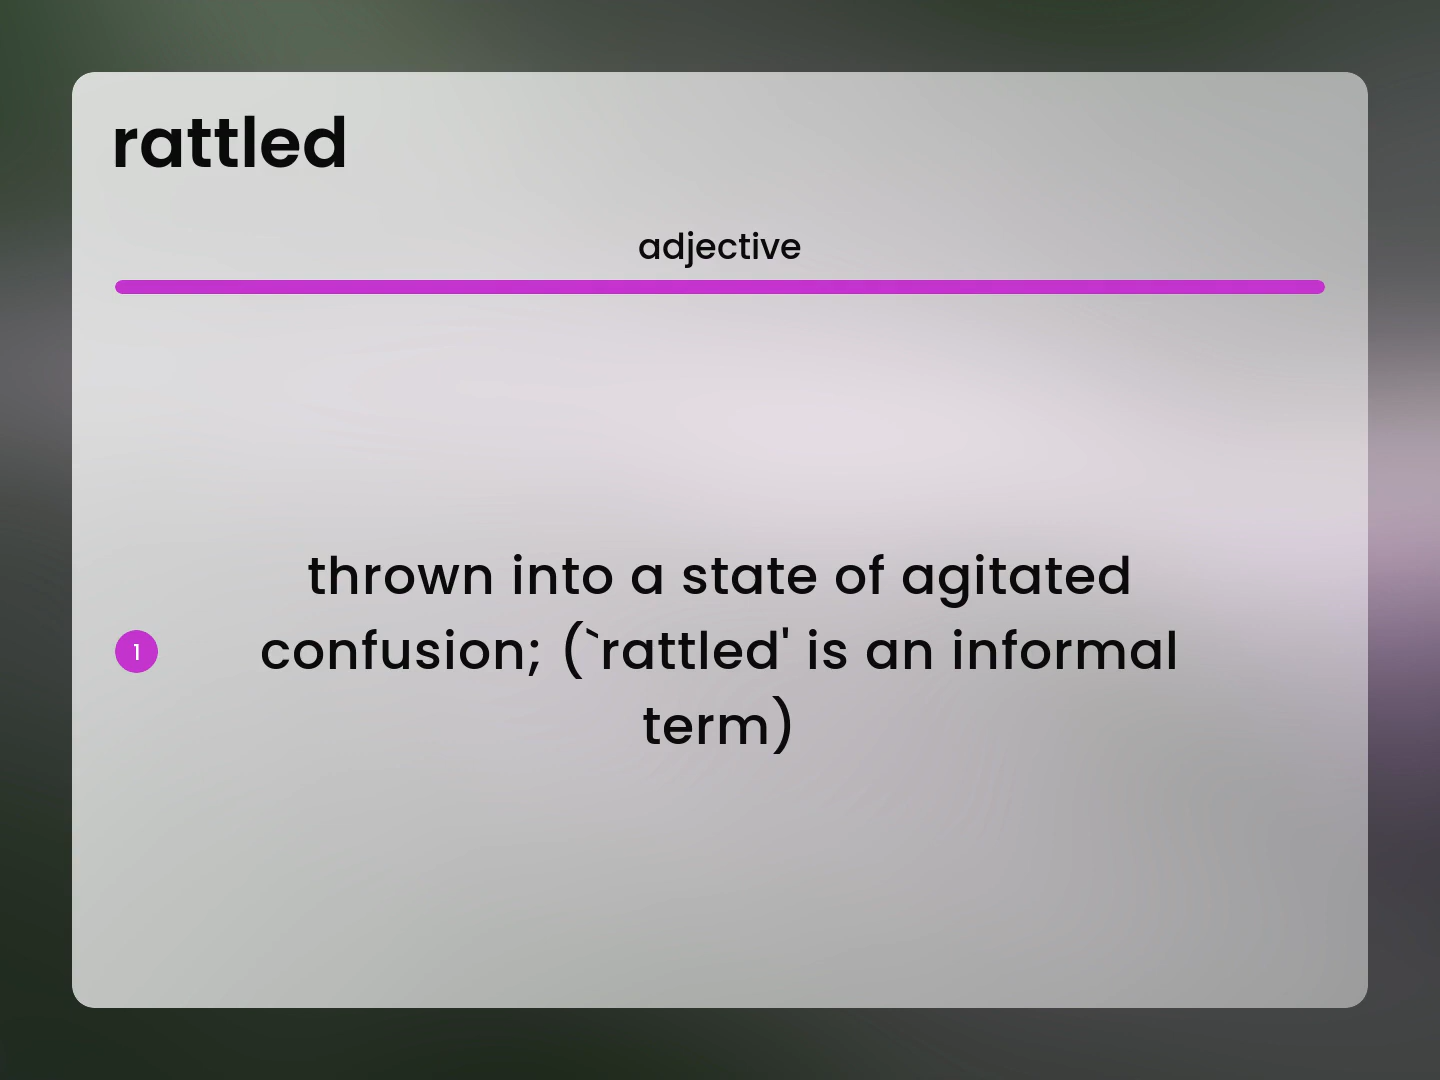 rattled
adjective
thrown into a state of agitated
1
confusion; (`rattled' is an informal
term)